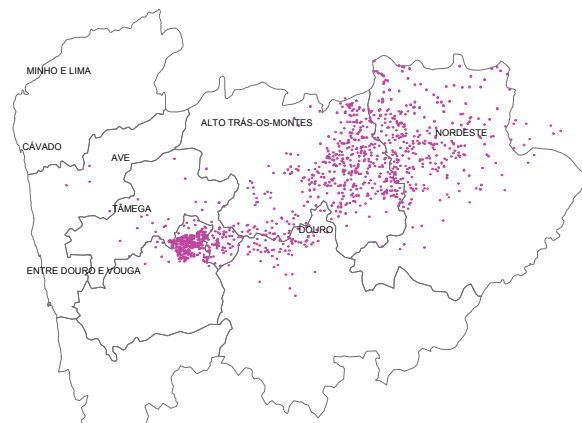 MINHO E LIMA
ALTO TRÁS-OS-MONTES
NORDESTE
CÁVADO
AVE
TÂMEGA
DOURO
ENTRE DOURO E VOUGA